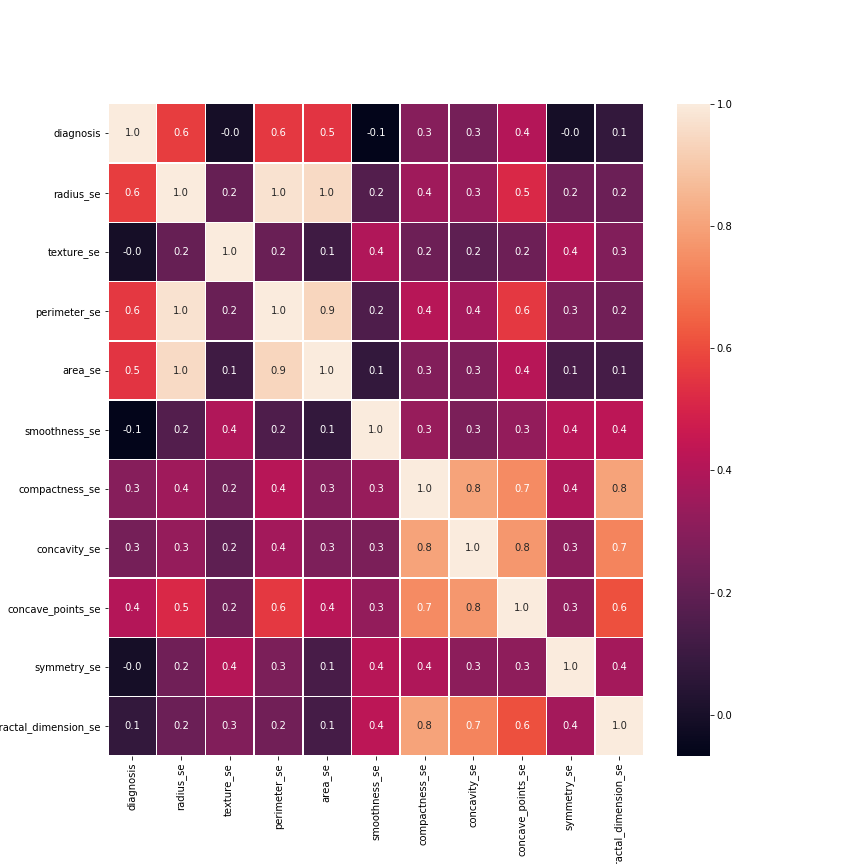 1.0
diagnosis 1.0 0.6 -0.0 0.6 0.5 -0.1 0.3 0.3 0.4 -0.0 0.1
radius_se 0.6 1.0 0.2 1.0 1.0 0.2 0.4 0.3 0.5 0.2 0.2
0.8
texture_se -0.0 0.2 1.0 0.2 0.1 0.4 0.2 0.2 0.2 0.4 0.3
perimeter_se 0.6 1.0 0.2 1.0 0.9 0.2 0.4 0.4 0.6 0.3 0.2
0.6
area_se 0.5 1.0 0.1 0.9 1.0 0.1 0.3 0.3 0.4 0.1 0.1
smoothness_se -0.1 0.2 0.4 0.2 0.1 1.0 0.3 0.3 0.3 0.4 0.4
0.4
compactness_se 0.3 0.4 0.2 0.4 0.3 0.3 1.0 0.8 0.7 0.4 0.8
concavity_se 0.3 0.3 0.2 0.4 0.3 0.3 0.8 1.0 0.8 0.3 0.7
0.2
concave_points_se 0.4 0.5 0.2 0.6 0.4 0.3 0.7 0.8 1.0 0.3 0.6
symmetry_se -0.0 0.2 0.4 0.3 0.1 0.4 0.4 0.3 0.3 1.0 0.4
0.0
ractal_dimension_se 0.1 0.2 0.3 0.2 0.1 0.4 0.8 0.7 0.6 0.4 1.0
diagnosis
radius_se
texture_se
perimeter_se
area_se
smoothness_se
compactness_se
concavity_se
concave_points_se
symmetry_se
ractal_dimension_se